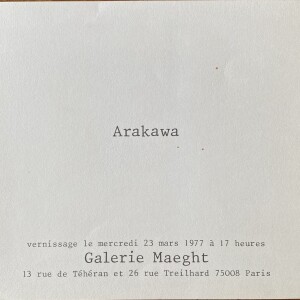 Arakawa
vernissage le mercredi 23 mars 1977 à 17 heures
Galerie Maeght
13 rue de Téhéran et 26 rue Treilhard 75008 Paris